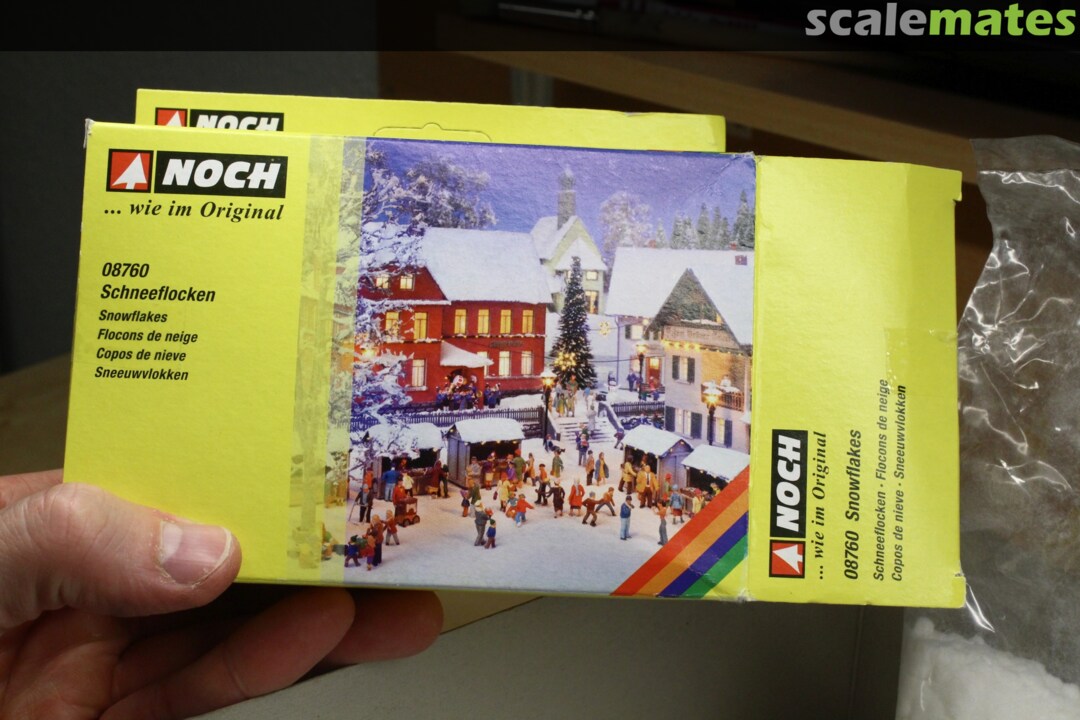 scalemates
NOCH
NOCH
... wie im Original
08760
Schneeflocken
Snowflakes
Flocons de neige
Copos de nieve
Sneeuwvlokken
NOCH
... wie im Original
08760 Snowflakes
Schneeflocken · Flocons de neige
Copos de nieve · Sneeuwvlokken